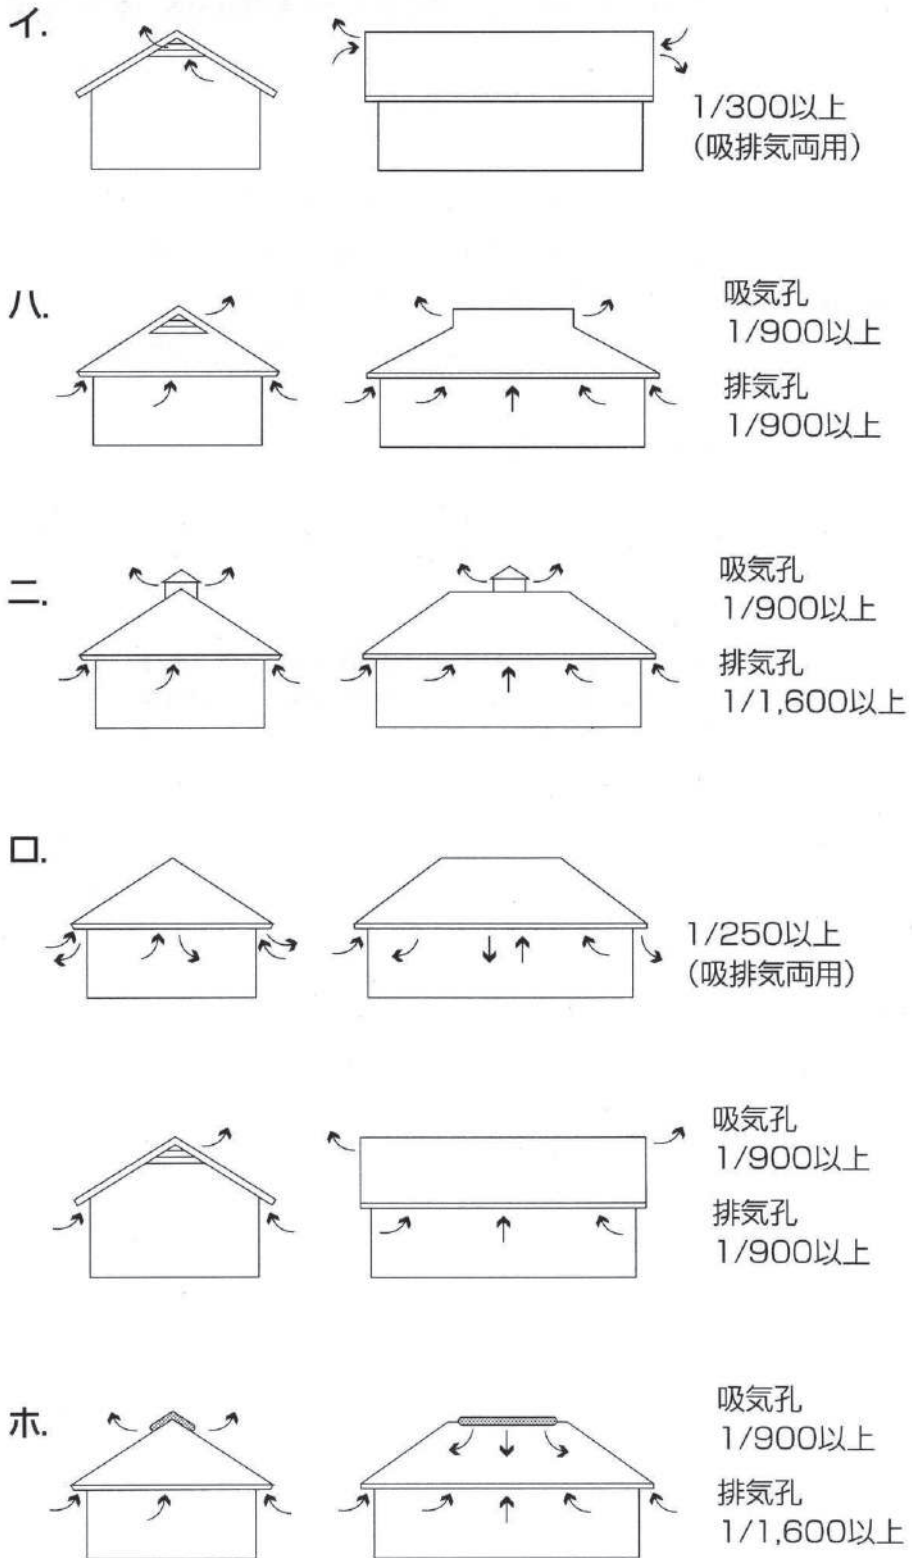 イ.
1/300以上
(吸排気両用)
ハ.
吸気孔
1/900以上
排気孔
1/900以上
ニ.
吸気孔
1/900以上
排気孔
1/1,600以上
ロ.
1/250以上
(吸排気両用)
吸気孔
1/900以上
排気孔
1/900以上
ホ.
吸気孔
1/900以上
排気孔
1/1,600以上